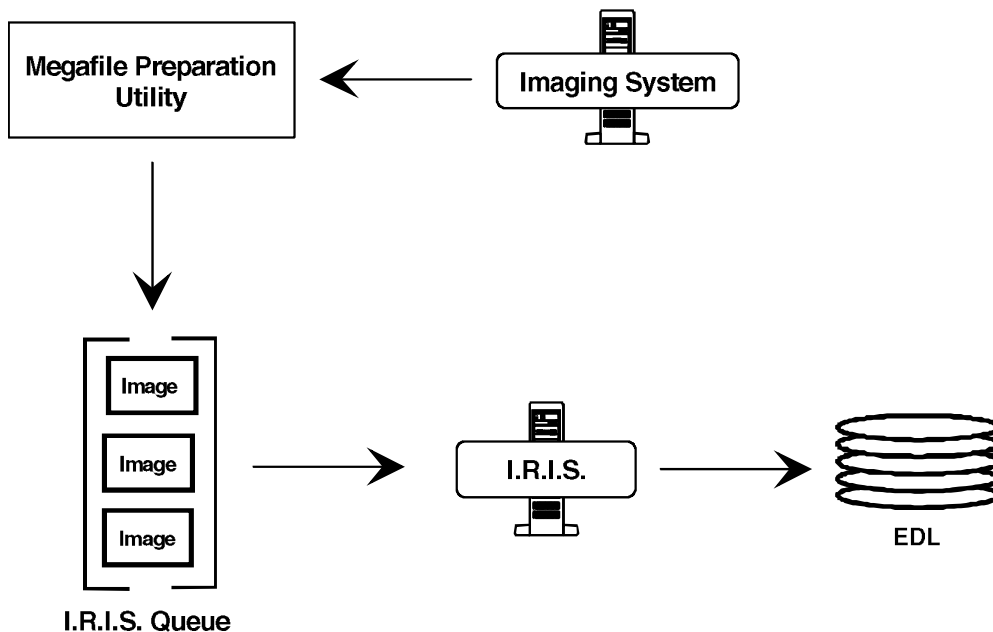 Megafile Preparation
Utility
Imaging System
Image
Image
Image
I.R.I.S. Queue
I.R.I.S.
EDL